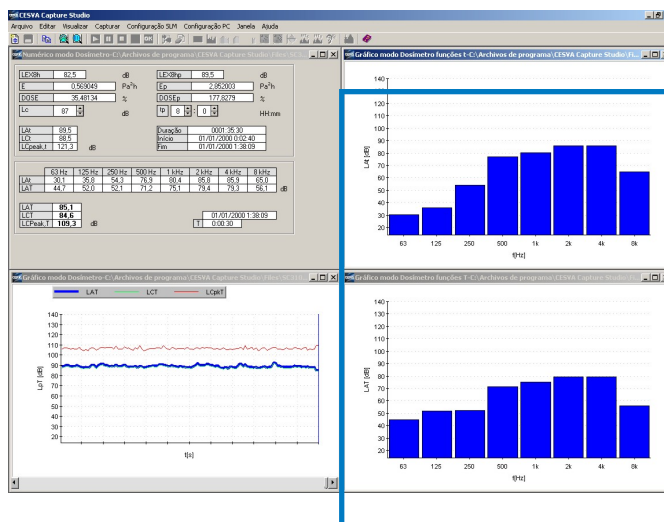 CESVA Capture Studio
Arquivo Editar Visualizar Capturar Configuração SLM Configuração PC Janela Ajuda
Numérico modo Dosímetro-C:\Archivos de programa\CESVA Capture Studio\Files\SC3
LEX8h 82,5 dB LEX8hp 89,5 dB
E 0,569049 Pa²h Ep 2,852003 Pa²h
DOSE 35,48134 % DOSEp 177,8279 %
Lc 87 dB tp 8 : 0 HH:mm
LAt 89,5 Duração 0001:35:30
LCt 88,5 Início 01/01/2000 0:02:40
LCpeak,t 121,3 dB Fim 01/01/2000 1:38:09
63 Hz 125 Hz 250 Hz 500 Hz 1 kHz 2 kHz 4 kHz 8 kHz
LAt 30,1 35,8 54,3 76,9 80,4 85,8 85,9 65,0
LAT 44,7 52,0 52,1 71,2 75,1 79,4 79,3 56,1 dB
LAT 85,1
LCT 84,6 01/01/2000 1:38:09
LCPeak,T 109,3 dB T 0:00:30
Gráfico modo Dosímetro funções t-C:\Archivos de programa\CESVA Capture Studio\Fi
LAt [dB]
140
130
120
110
100
90
80
70
60
50
40
30
20
63 125 250 500 1k 2k 4k 8k
f[Hz]
Gráfico modo Dosímetro-C:\Archivos de programa\CESVA Capture Studio\Files\SC310
LAT LCT LCpkT
LpT [dB]
140
130
120
110
100
90
80
70
60
50
40
30
20
t[s]
Gráfico modo Dosímetro funções T-C:\Archivos de programa\CESVA Capture Studio\Fi
LAT [dB]
140
130
120
110
100
90
80
70
60
50
40
30
20
63 125 250 500 1k 2k 4k 8k
f[Hz]